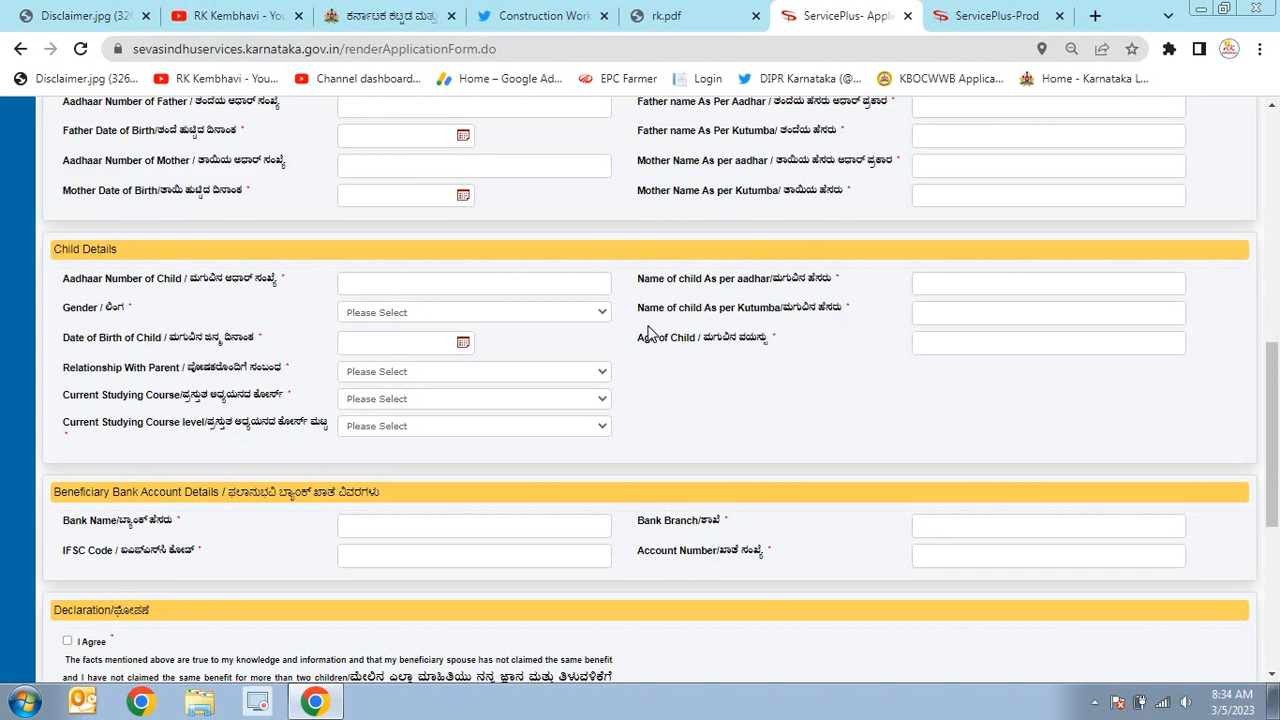 Disclaimer.jpg (3264 RK Kembhavi - YouTu ಕರ್ನಾಟಕ ಕಟ್ಟಡ ಮತ್ತು Construction Work rk.pdf ServicePlus- Appli ServicePlus-Prod
sevasindhuservices.karnataka.gov.in/renderApplicationForm.do
Disclaimer.jpg (326... RK Kembhavi - You... Channel dashboard... Home – Google Ad... EPC Farmer Login DIPR Karnataka (@... KBOCWWB Applica... Home - Karnataka L...
Aadhaar Number of Father / ತಂದೆಯ ಆಧಾರ್ ಸಂಖ್ಯೆ Father name As Per Aadhar / ತಂದೆಯ ಹೆಸರು ಆಧಾರ್ ಪ್ರಕಾರ *
Father Date of Birth/ತಂದೆ ಹುಟ್ಟಿದ ದಿನಾಂಕ * Father name As Per Kutumba/ ತಂದೆಯ ಹೆಸರು *
Aadhaar Number of Mother / ತಾಯಿಯ ಆಧಾರ್ ಸಂಖ್ಯೆ Mother Name As per aadhar / ತಾಯಿಯ ಹೆಸರು ಆಧಾರ್ ಪ್ರಕಾರ *
Mother Date of Birth/ತಾಯಿ ಹುಟ್ಟಿದ ದಿನಾಂಕ * Mother Name As per Kutumba/ ತಾಯಿಯ ಹೆಸರು *
Child Details
Aadhaar Number of Child / ಮಗುವಿನ ಆಧಾರ್ ಸಂಖ್ಯೆ * Name of child As per aadhar/ಮಗುವಿನ ಹೆಸರು *
Gender / ಲಿಂಗ * Please Select Name of child As per Kutumba/ಮಗುವಿನ ಹೆಸರು *
Date of Birth of Child / ಮಗುವಿನ ಜನ್ಮ ದಿನಾಂಕ * Age of Child / ಮಗುವಿನ ವಯಸ್ಸು *
Relationship With Parent / ಪೋಷಕರೊಂದಿಗೆ ಸಂಬಂಧ * Please Select
Current Studying Course/ಪ್ರಸ್ತುತ ಅಧ್ಯಯನದ ಕೋರ್ಸ್ * Please Select
Current Studying Course level/ಪ್ರಸ್ತುತ ಅಧ್ಯಯನದ ಕೋರ್ಸ್ ಮಟ್ಟ * Please Select
Beneficiary Bank Account Details / ಫಲಾನುಭವಿ ಬ್ಯಾಂಕ್ ಖಾತೆ ವಿವರಗಳು
Bank Name/ಬ್ಯಾಂಕ್ ಹೆಸರು * Bank Branch/ಶಾಖೆ *
IFSC Code / ಐಎಫ್ಎಸ್‌ಸಿ ಕೋಡ್ * Account Number/ಖಾತೆ ಸಂಖ್ಯೆ *
Declaration/ಘೋಷಣೆ
I Agree *
The facts mentioned above are true to my knowledge and information and that my beneficiary spouse has not claimed the same benefit
and I have not claimed the same benefit for more than two children/ಮೇಲಿನ ಎಲ್ಲಾ ಮಾಹಿತಿಯು ನನ್ನ ಜ್ಞಾನ ಮತ್ತು ತಿಳುವಳಿಕೆಗೆ
8:34 AM
3/5/2023